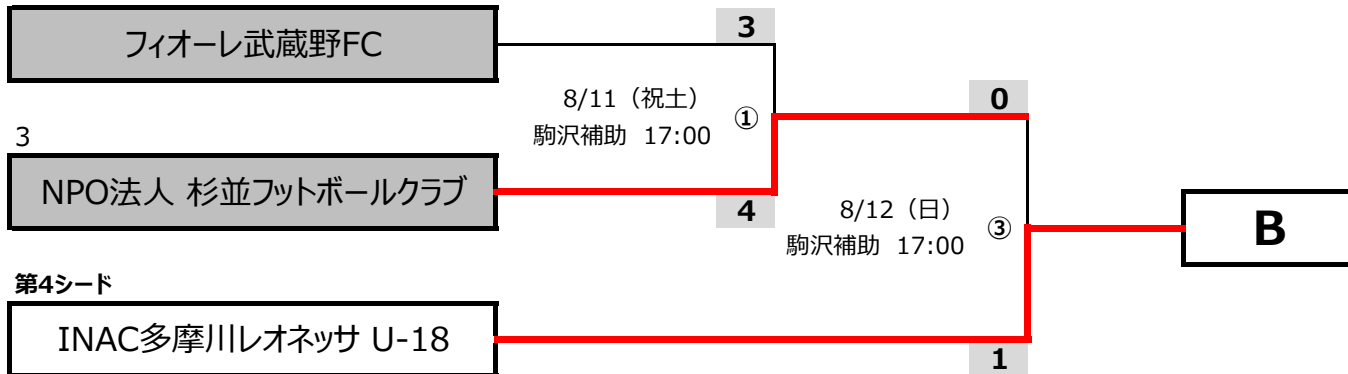 フィオーレ武蔵野FC
3
8/11（祝土）
駒沢補助 17:00
①
0
3
NPO法人 杉並フットボールクラブ
4
8/12（日）
駒沢補助 17:00
③
B
第4シード
INAC多摩川レオネッサ U-18
1